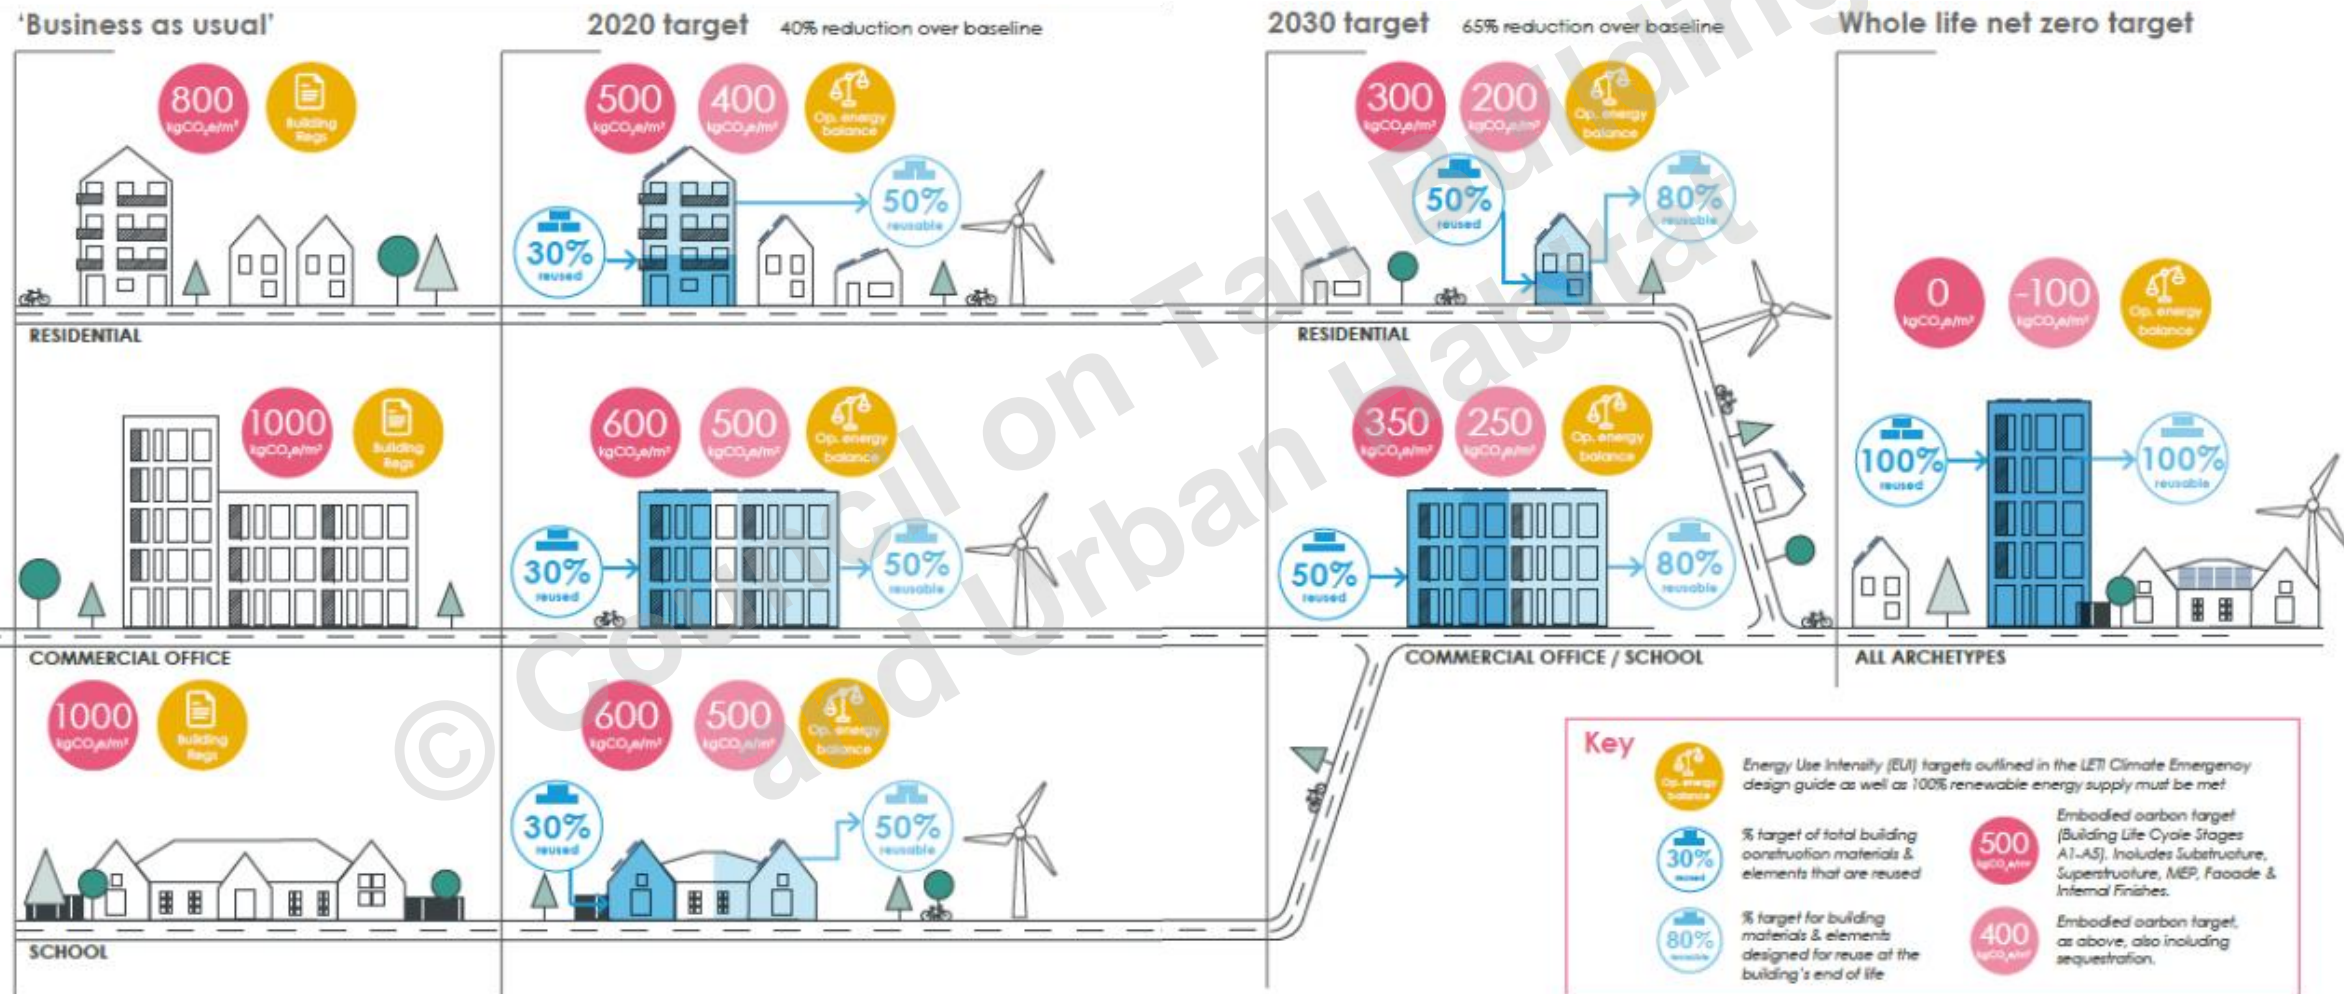 'Business as usual'
2020 target 40% reduction over baseline
2030 target 65% reduction over baseline
Whole life net zero target
800
kgCO₂e/m²
Building
Regs
500
kgCO₂e/m²
400
kgCO₂e/m²
Op. energy
balance
30%
reused
50%
reusable
300
kgCO₂e/m²
200
kgCO₂e/m²
Op. energy
balance
50%
reused
80%
reusable
RESIDENTIAL
RESIDENTIAL
1000
kgCO₂e/m²
Building
Regs
600
kgCO₂e/m²
500
kgCO₂e/m²
Op. energy
balance
30%
reused
50%
reusable
350
kgCO₂e/m²
250
kgCO₂e/m²
Op. energy
balance
50%
reused
80%
reusable
0
kgCO₂e/m²
-100
kgCO₂e/m²
Op. energy
balance
100%
reused
100%
reusable
COMMERCIAL OFFICE
COMMERCIAL OFFICE / SCHOOL
ALL ARCHETYPES
1000
kgCO₂e/m²
Building
Regs
600
kgCO₂e/m²
500
kgCO₂e/m²
Op. energy
balance
30%
reused
50%
reusable
SCHOOL
Key
Op. energy
balance
Energy Use Intensity (EUI) targets outlined in the LETI Climate Emergency
design guide as well as 100% renewable energy supply must be met
30%
reused
% target of total building
construction materials &
elements that are reused
80%
reusable
% target for building
materials & elements
designed for reuse at the
building's end of life
500
kgCO₂e/m²
Embodied carbon target
(Building Life Cycle Stages
A1-A5). Includes Substructure,
Superstructure, MEP, Facade &
Internal Finishes.
400
kgCO₂e/m²
Embodied carbon target,
as above, also including
sequestration.
© Council on Tall Building
and Urban Habitat